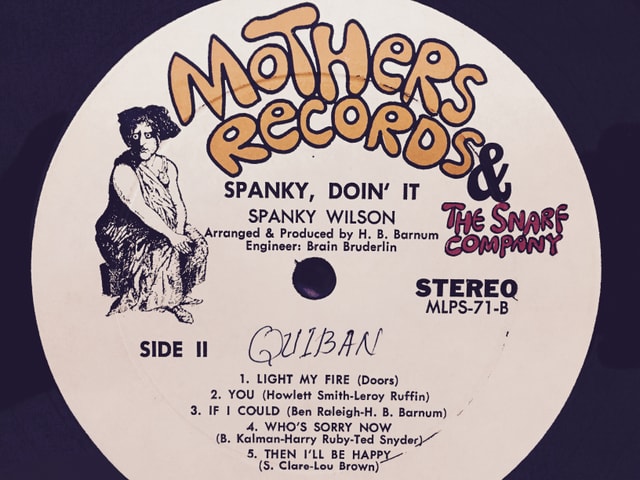 MOTHERS
RECORDS
&
THE SNARF
COMPANY
SPANKY, DOIN' IT
SPANKY WILSON
Arranged & Produced by H. B. Barnum
Engineer: Brain Bruderlin
STEREO
MLPS-71-B
SIDE II
QUIBAN
1. LIGHT MY FIRE (Doors)
2. YOU (Howlett Smith-Leroy Ruffin)
3. IF I COULD (Ben Raleigh-H. B. Barnum)
4. WHO'S SORRY NOW
(B. Kalman-Harry Ruby-Ted Snyder)
5. THEN I'LL BE HAPPY
(S. Clare-Lou Brown)